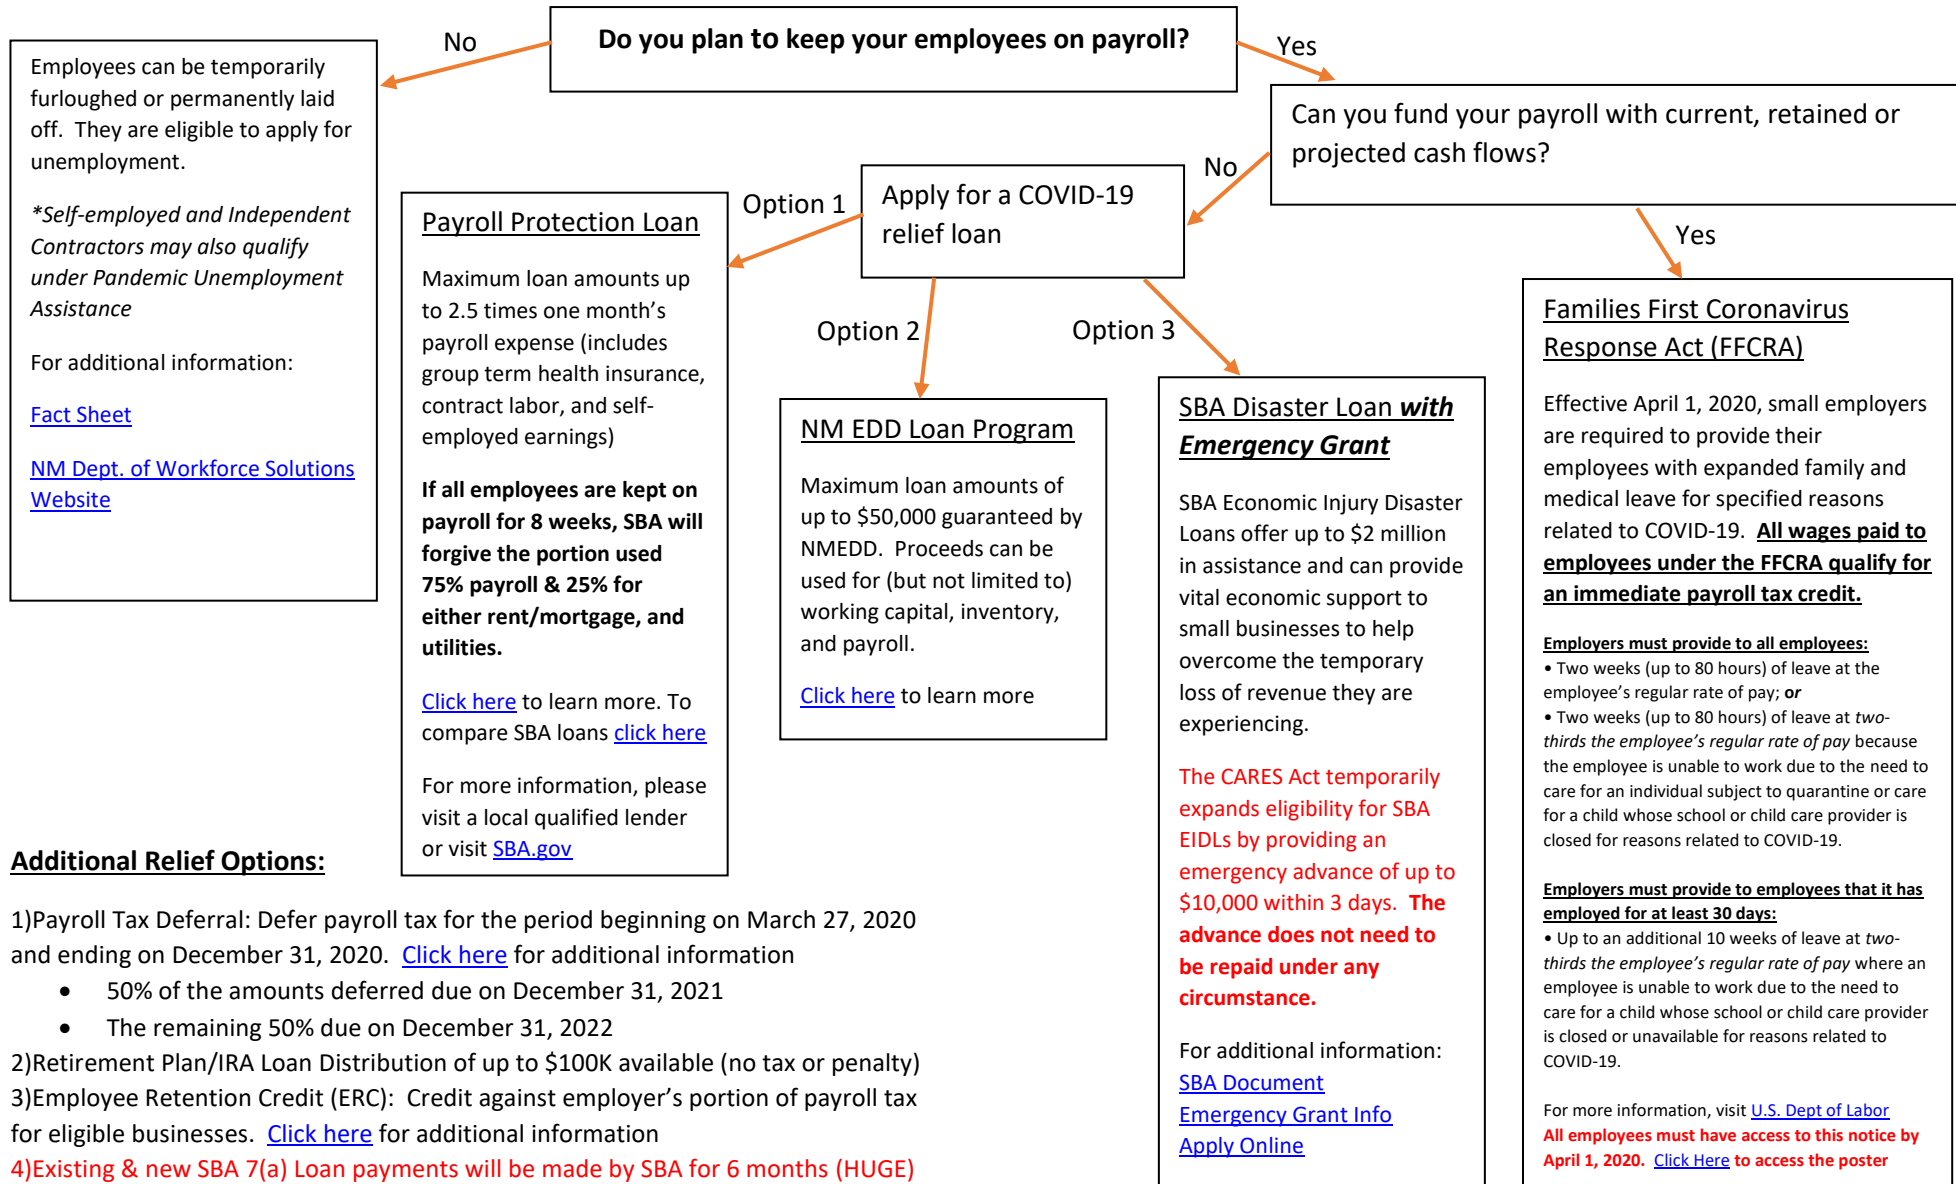 Do you plan to keep your employees on payroll?
No
Yes
Employees can be temporarily
furloughed or permanently laid
off.  They are eligible to apply for
unemployment.
*Self-employed and Independent
Contractors may also qualify
under Pandemic Unemployment
Assistance
For additional information:
Fact Sheet
NM Dept. of Workforce Solutions
Website
Can you fund your payroll with current, retained or
projected cash flows?
No
Yes
Apply for a COVID-19
relief loan
Option 1
Option 2
Option 3
Payroll Protection Loan
Maximum loan amounts up
to 2.5 times one month’s
payroll expense (includes
group term health insurance,
contract labor, and self-
employed earnings)
If all employees are kept on
payroll for 8 weeks, SBA will
forgive the portion used
75% payroll & 25% for
either rent/mortgage, and
utilities.
Click here to learn more. To
compare SBA loans click here
For more information, please
visit a local qualified lender
or visit SBA.gov
NM EDD Loan Program
Maximum loan amounts of
up to $50,000 guaranteed by
NMEDD.  Proceeds can be
used for (but not limited to)
working capital, inventory,
and payroll.
Click here to learn more
SBA Disaster Loan with
Emergency Grant
SBA Economic Injury Disaster
Loans offer up to $2 million
in assistance and can provide
vital economic support to
small businesses to help
overcome the temporary
loss of revenue they are
experiencing.
The CARES Act temporarily
expands eligibility for SBA
EIDLs by providing an
emergency advance of up to
$10,000 within 3 days.  The
advance does not need to
be repaid under any
circumstance.
For additional information:
SBA Document
Emergency Grant Info
Apply Online
Families First Coronavirus
Response Act (FFCRA)
Effective April 1, 2020, small employers
are required to provide their
employees with expanded family and
medical leave for specified reasons
related to COVID-19.  All wages paid to
employees under the FFCRA qualify for
an immediate payroll tax credit.
Employers must provide to all employees:
• Two weeks (up to 80 hours) of leave at the
employee’s regular rate of pay; or
• Two weeks (up to 80 hours) of leave at two-
thirds the employee’s regular rate of pay because
the employee is unable to work due to the need to
care for an individual subject to quarantine or care
for a child whose school or child care provider is
closed for reasons related to COVID-19.
Employers must provide to employees that it has
employed for at least 30 days:
• Up to an additional 10 weeks of leave at two-
thirds the employee’s regular rate of pay where an
employee is unable to work due to the need to
care for a child whose school or child care provider
is closed or unavailable for reasons related to
COVID-19.
For more information, visit U.S. Dept of Labor
All employees must have access to this notice by
April 1, 2020.  Click Here to access the poster
Additional Relief Options:
1)Payroll Tax Deferral: Defer payroll tax for the period beginning on March 27, 2020
and ending on December 31, 2020.  Click here for additional information
• 50% of the amounts deferred due on December 31, 2021
• The remaining 50% due on December 31, 2022
2)Retirement Plan/IRA Loan Distribution of up to $100K available (no tax or penalty)
3)Employee Retention Credit (ERC):  Credit against employer’s portion of payroll tax
for eligible businesses.  Click here for additional information
4)Existing & new SBA 7(a) Loan payments will be made by SBA for 6 months (HUGE)